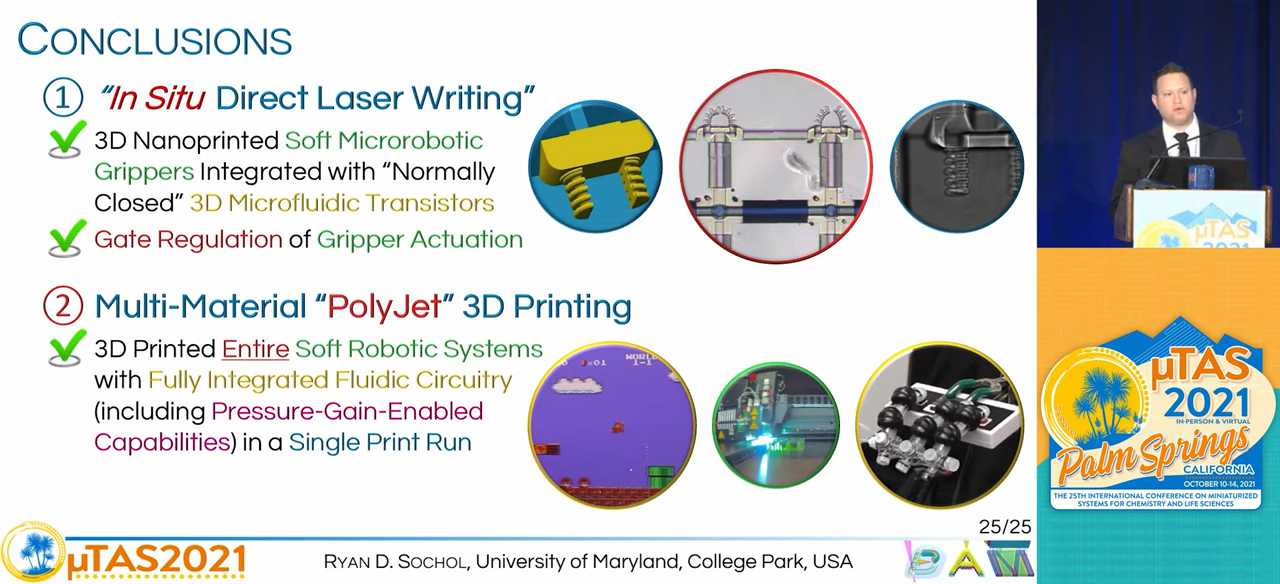 CONCLUSIONS
① “In Situ Direct Laser Writing”
3D Nanoprinted Soft Microrobotic
Grippers Integrated with “Normally
Closed” 3D Microfluidic Transistors
Gate Regulation of Gripper Actuation
② Multi-Material “PolyJet” 3D Printing
3D Printed Entire Soft Robotic Systems
with Fully Integrated Fluidic Circuitry
(including Pressure-Gain-Enabled
Capabilities) in a Single Print Run
WORLD
1-1
25/25
µTAS2021
RYAN D. SOCHOL, University of Maryland, College Park, USA
BAM
µTAS
2021
µTAS
2021
IN-PERSON & VIRTUAL
Palm Springs
CALIFORNIA
OCTOBER 10-14, 2021
THE 25TH INTERNATIONAL CONFERENCE ON MINIATURIZED
SYSTEMS FOR CHEMISTRY AND LIFE SCIENCES